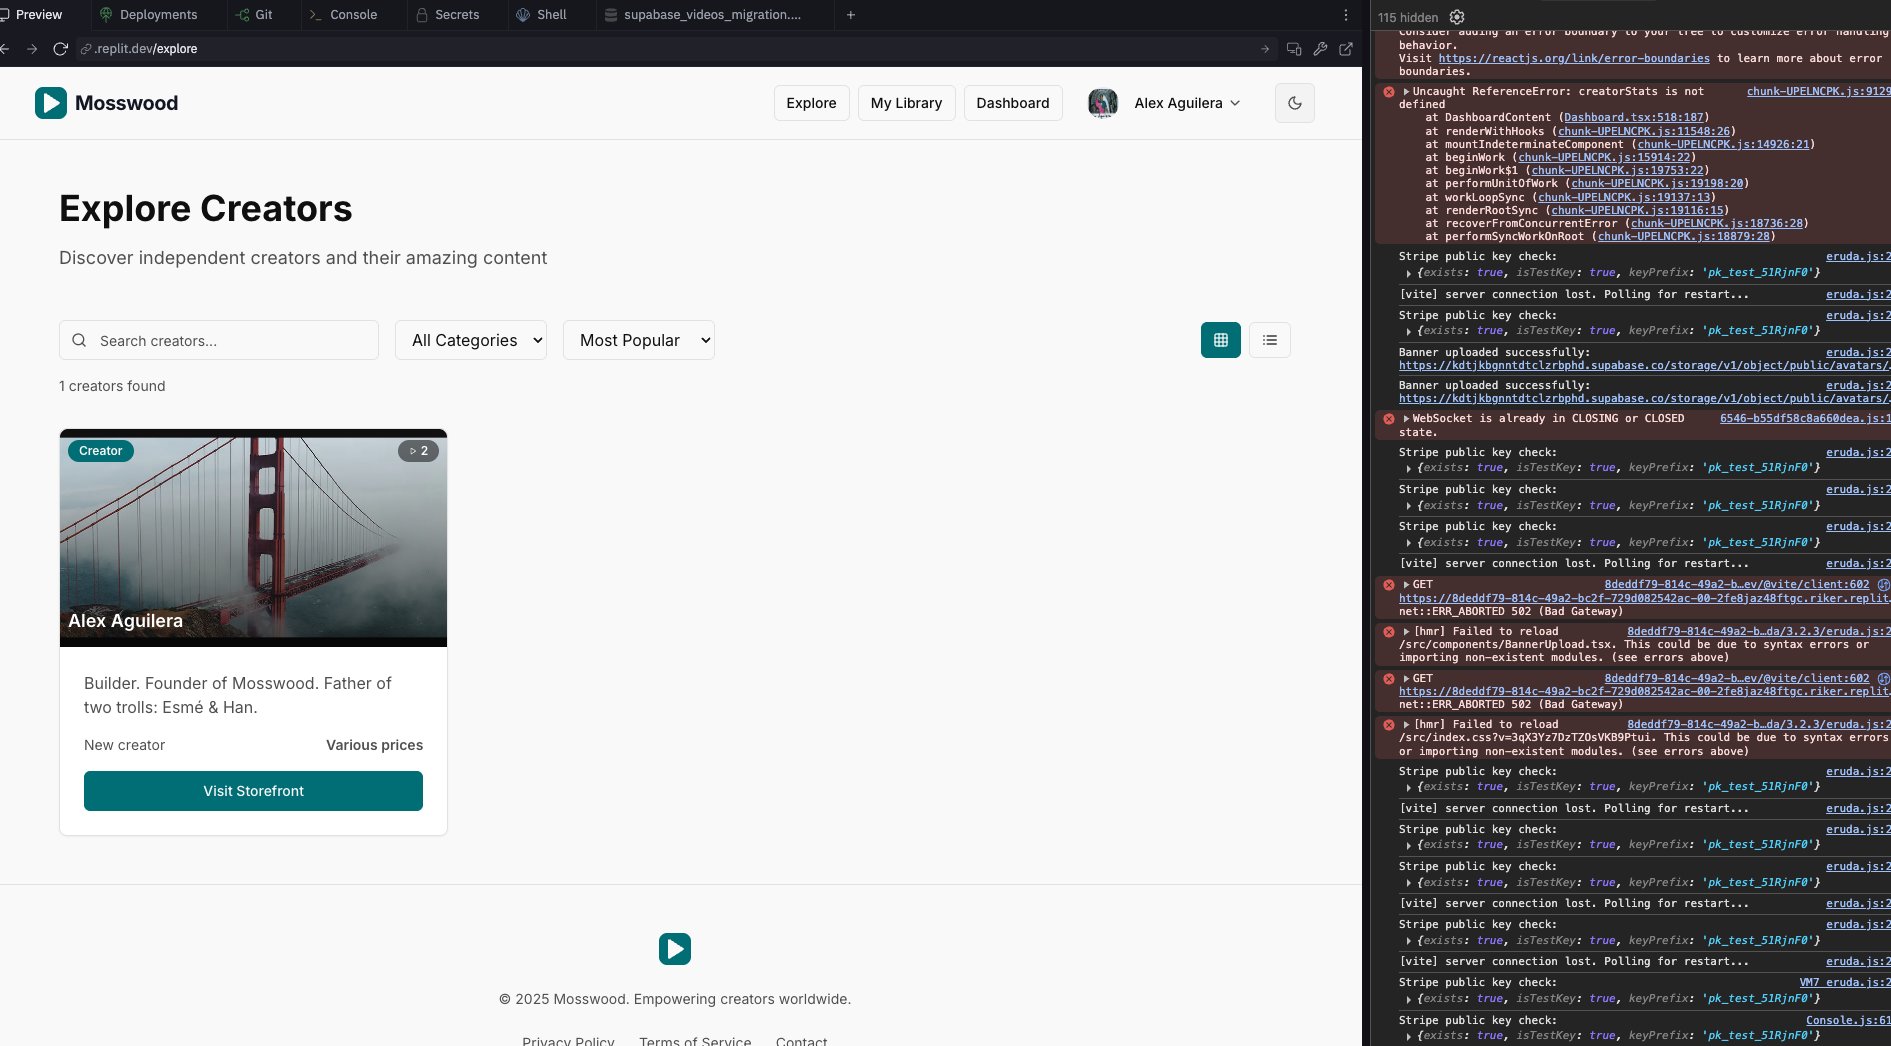 Preview
Deployments
Git
Console
Secrets
Shell
supabase_videos_migration....
.replit.dev/explore
Mosswood
Explore
My Library
Dashboard
Alex Aguilera
Explore Creators
Discover independent creators and their amazing content
Search creators...
All Categories
Most Popular
1 creators found
Creator
2
Alex Aguilera
Builder. Founder of Mosswood. Father of
two trolls: Esmé & Han.
New creator
Various prices
Visit Storefront
© 2025 Mosswood. Empowering creators worldwide.
Privacy Policy
Terms of Service
Contact
115 hidden
Consider adding an error boundary to your tree to customize error handling
behavior.
Visit https://reactjs.org/link/error-boundaries to learn more about error
boundaries.
Uncaught ReferenceError: creatorStats is not chunk-UPELNCPK.js:9129
defined
at DashboardContent (Dashboard.tsx:518:187)
at renderWithHooks (chunk-UPELNCPK.js:11548:26)
at mountIndeterminateComponent (chunk-UPELNCPK.js:14926:21)
at beginWork (chunk-UPELNCPK.js:15914:22)
at beginWork$1 (chunk-UPELNCPK.js:19753:22)
at performUnitOfWork (chunk-UPELNCPK.js:19198:20)
at workLoopSync (chunk-UPELNCPK.js:19137:13)
at renderRootSync (chunk-UPELNCPK.js:19116:15)
at recoverFromConcurrentError (chunk-UPELNCPK.js:18736:28)
at performSyncWorkOnRoot (chunk-UPELNCPK.js:18879:28)
Stripe public key check: eruda.js:2
{exists: true, isTestKey: true, keyPrefix: 'pk_test_51RjnF0'}
[vite] server connection lost. Polling for restart... eruda.js:2
Stripe public key check: eruda.js:2
{exists: true, isTestKey: true, keyPrefix: 'pk_test_51RjnF0'}
Banner uploaded successfully: eruda.js:2
https://kdtjkbgnntdtclzrbphd.supabase.co/storage/v1/object/public/avatars/.
Banner uploaded successfully: eruda.js:2
https://kdtjkbgnntdtclzrbphd.supabase.co/storage/v1/object/public/avatars/.
WebSocket is already in CLOSING or CLOSED 6546-b55df58c8a660dea.js:1
state.
Stripe public key check: eruda.js:2
{exists: true, isTestKey: true, keyPrefix: 'pk_test_51RjnF0'}
Stripe public key check: eruda.js:2
{exists: true, isTestKey: true, keyPrefix: 'pk_test_51RjnF0'}
Stripe public key check: eruda.js:2
{exists: true, isTestKey: true, keyPrefix: 'pk_test_51RjnF0'}
[vite] server connection lost. Polling for restart... eruda.js:2
GET 8deddf79-814c-49a2-b…ev/@vite/client:602
https://8deddf79-814c-49a2-bc2f-729d082542ac-00-2fe8jaz48ftgc.riker.replit.
net::ERR_ABORTED 502 (Bad Gateway)
[hmr] Failed to reload 8deddf79-814c-49a2-b…da/3.2.3/eruda.js:2
/src/components/BannerUpload.tsx. This could be due to syntax errors or
importing non-existent modules. (see errors above)
GET 8deddf79-814c-49a2-b…ev/@vite/client:602
https://8deddf79-814c-49a2-bc2f-729d082542ac-00-2fe8jaz48ftgc.riker.replit.
net::ERR_ABORTED 502 (Bad Gateway)
[hmr] Failed to reload 8deddf79-814c-49a2-b…da/3.2.3/eruda.js:2
/src/index.css?v=3qX3Yz7DzTZOsVKB9Ptui. This could be due to syntax errors
or importing non-existent modules. (see errors above)
Stripe public key check: eruda.js:2
{exists: true, isTestKey: true, keyPrefix: 'pk_test_51RjnF0'}
[vite] server connection lost. Polling for restart... eruda.js:2
Stripe public key check: eruda.js:2
{exists: true, isTestKey: true, keyPrefix: 'pk_test_51RjnF0'}
Stripe public key check: eruda.js:2
{exists: true, isTestKey: true, keyPrefix: 'pk_test_51RjnF0'}
[vite] server connection lost. Polling for restart... eruda.js:2
Stripe public key check: eruda.js:2
{exists: true, isTestKey: true, keyPrefix: 'pk_test_51RjnF0'}
[vite] server connection lost. Polling for restart... eruda.js:2
Stripe public key check: VM7 eruda.js:2
{exists: true, isTestKey: true, keyPrefix: 'pk_test_51RjnF0'}
Stripe public key check: Console.js:61
{exists: true, isTestKey: true, keyPrefix: 'pk_test_51RjnF0'}